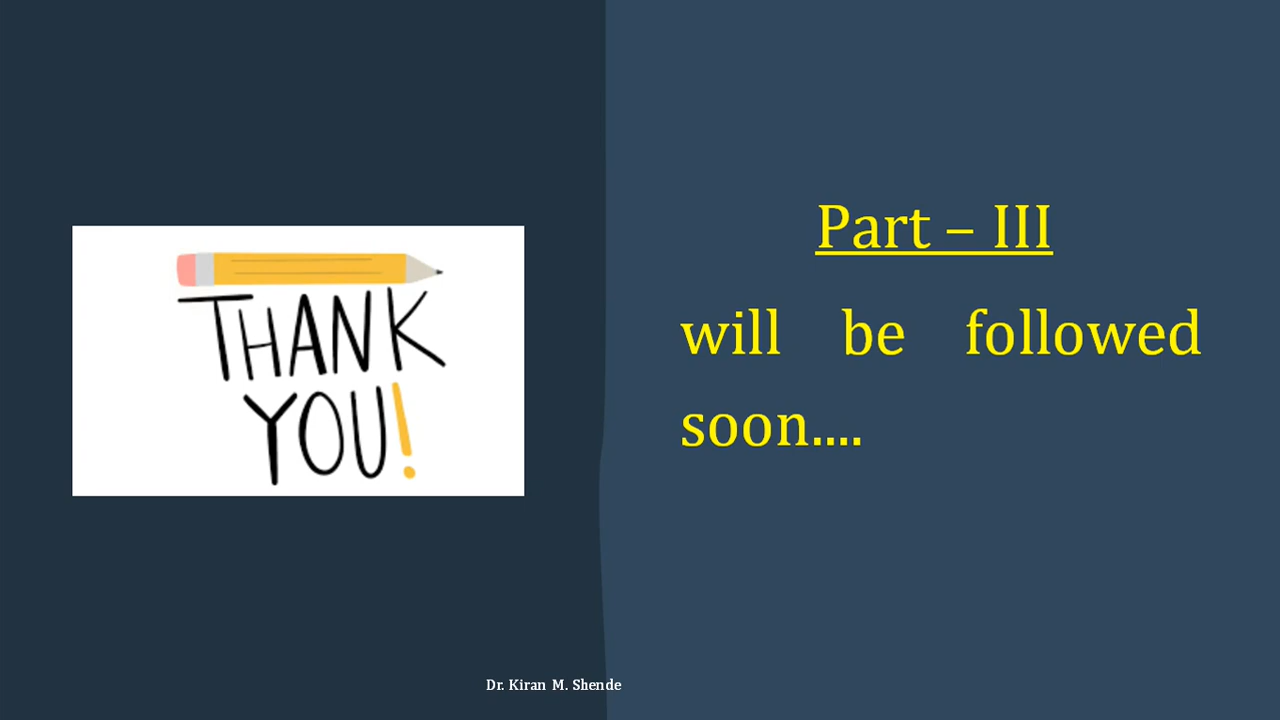 THANK
YOU!
Part – III
will be followed
soon....
Dr. Kiran M. Shende